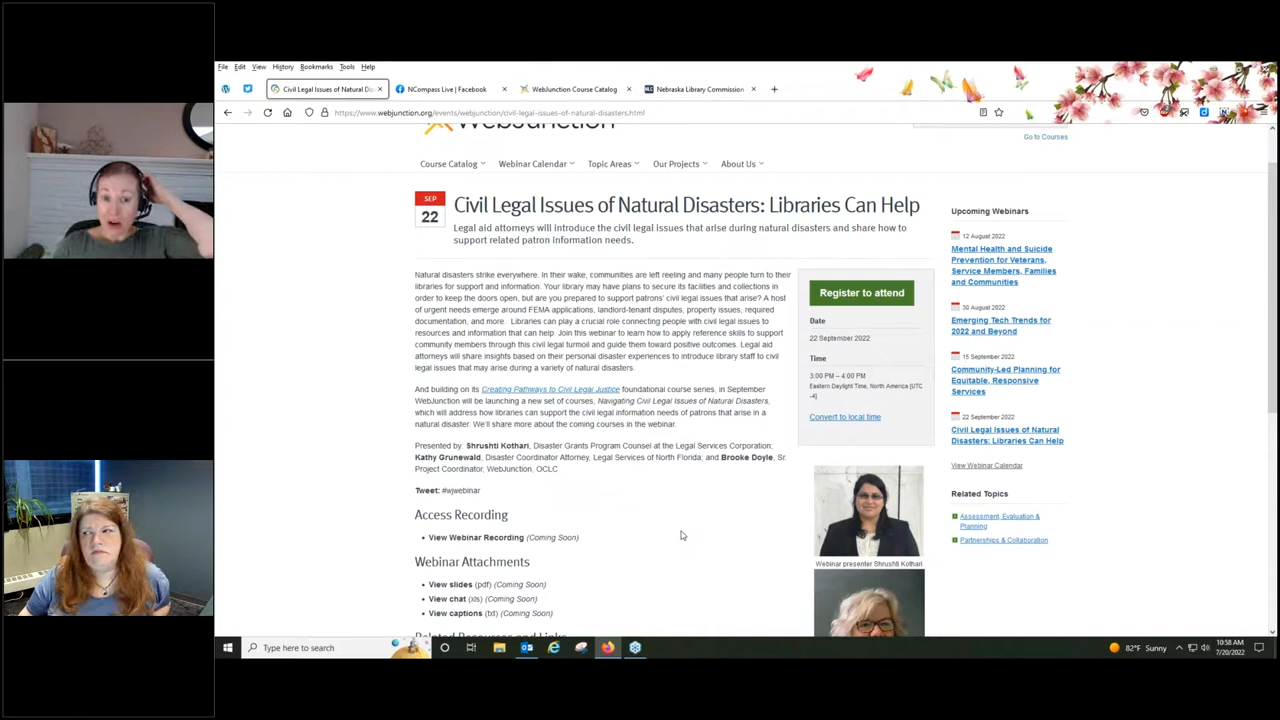 File Edit View History Bookmarks Tools Help
Civil Legal Issues of Natural Dis
NCompass Live | Facebook
WebJunction Course Catalog
Nebraska Library Commission
https://www.webjunction.org/events/webjunction/civil-legal-issues-of-natural-disasters.html
WebJunction
Go to Courses
Course Catalog
Webinar Calendar
Topic Areas
Our Projects
About Us
SEP
22
Civil Legal Issues of Natural Disasters: Libraries Can Help
Legal aid attorneys will introduce the civil legal issues that arise during natural disasters and share how to
support related patron information needs.
Natural disasters strike everywhere. In their wake, communities are left reeling and many people turn to their
libraries for support and information. Your library may have plans to secure its facilities and collections in
order to keep the doors open, but are you prepared to support patrons' civil legal issues that arise? A host
of urgent needs emerge around FEMA applications, landlord-tenant disputes, property issues, required
documentation, and more. Libraries can play a crucial role connecting people with civil legal issues to
resources and information that can help. Join this webinar to learn how to apply reference skills to support
community members through this civil legal turmoil and guide them toward positive outcomes. Legal aid
attorneys will share insights based on their personal disaster experiences to introduce library staff to civil
legal issues that may arise during a variety of natural disasters.
And building on its Creating Pathways to Civil Legal Justice foundational course series, in September
WebJunction will be launching a new set of courses, Navigating Civil Legal Issues of Natural Disasters,
which will address how libraries can support the civil legal information needs of patrons that arise in a
natural disaster. We'll share more about the coming courses in the webinar.
Presented by: Shrushti Kothari, Disaster Grants Program Counsel at the Legal Services Corporation;
Kathy Grunewald, Disaster Coordinator Attorney, Legal Services of North Florida; and Brooke Doyle, Sr.
Project Coordinator, WebJunction, OCLC
Tweet: #wjwebinar
Access Recording
• View Webinar Recording (Coming Soon)
Webinar Attachments
• View slides (pdf) (Coming Soon)
• View chat (xls) (Coming Soon)
• View captions (txt) (Coming Soon)
Related Resources and Links
Register to attend
Date
22 September 2022
Time
3:00 PM – 4:00 PM
Eastern Daylight Time, North America [UTC
-4]
Convert to local time
Webinar presenter Shrushti Kothari
Upcoming Webinars
12 August 2022
Mental Health and Suicide
Prevention for Veterans,
Service Members, Families
and Communities
30 August 2022
Emerging Tech Trends for
2022 and Beyond
15 September 2022
Community-Led Planning for
Equitable, Responsive
Services
22 September 2022
Civil Legal Issues of Natural
Disasters: Libraries Can Help
View Webinar Calendar
Related Topics
Assessment, Evaluation &
Planning
Partnerships & Collaboration
Type here to search
82°F Sunny
10:58 AM
7/20/2022